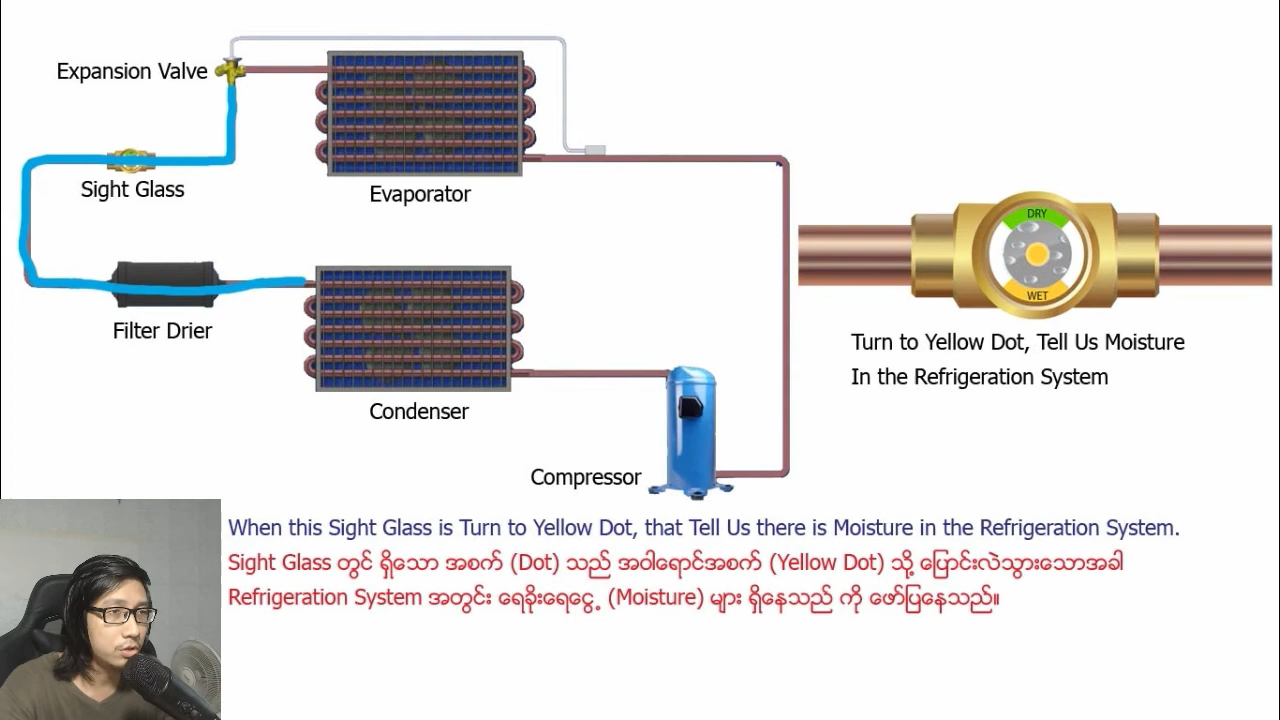 Expansion Valve
Sight Glass
Evaporator
Filter Drier
Condenser
Compressor
DRY
WET
Turn to Yellow Dot, Tell Us Moisture
In the Refrigeration System
When this Sight Glass is Turn to Yellow Dot, that Tell Us there is Moisture in the Refrigeration System.
Sight Glass တွင် ရှိသော အစက် (Dot) သည် အဝါရောင်အစက် (Yellow Dot) သို့ ပြောင်းလဲသွားသောအခါ
Refrigeration System အတွင်း ရေခိုးရေငွေ့ (Moisture) များ ရှိနေသည် ကို ဖော်ပြနေသည်။